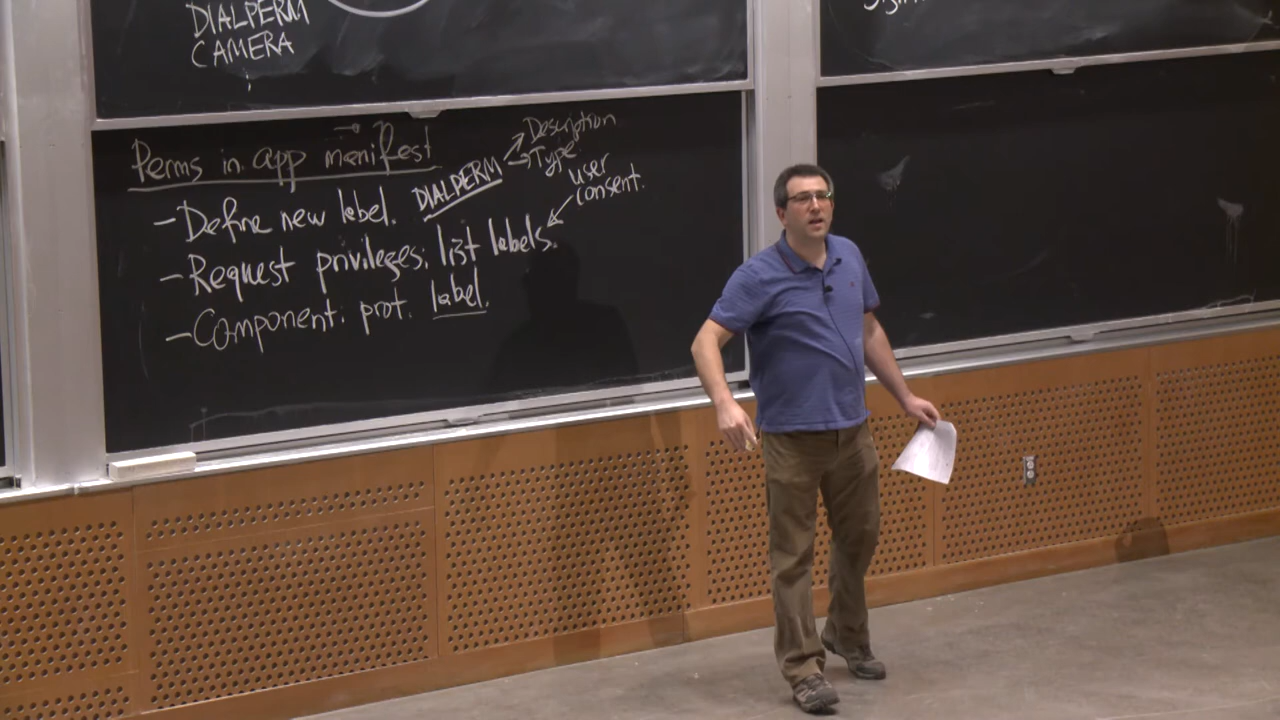 DIALPERM
CAMERA
Perms in app manifest
- Define new label. DIALPERM
Description
Type
- Request privileges: list labels.
user
consent.
- Component: prot. label.